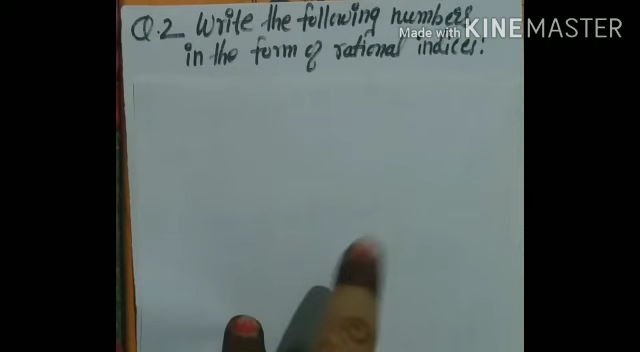 Q.2 Write the following numbers
Made with KINEMASTER
in the form of rational indices: